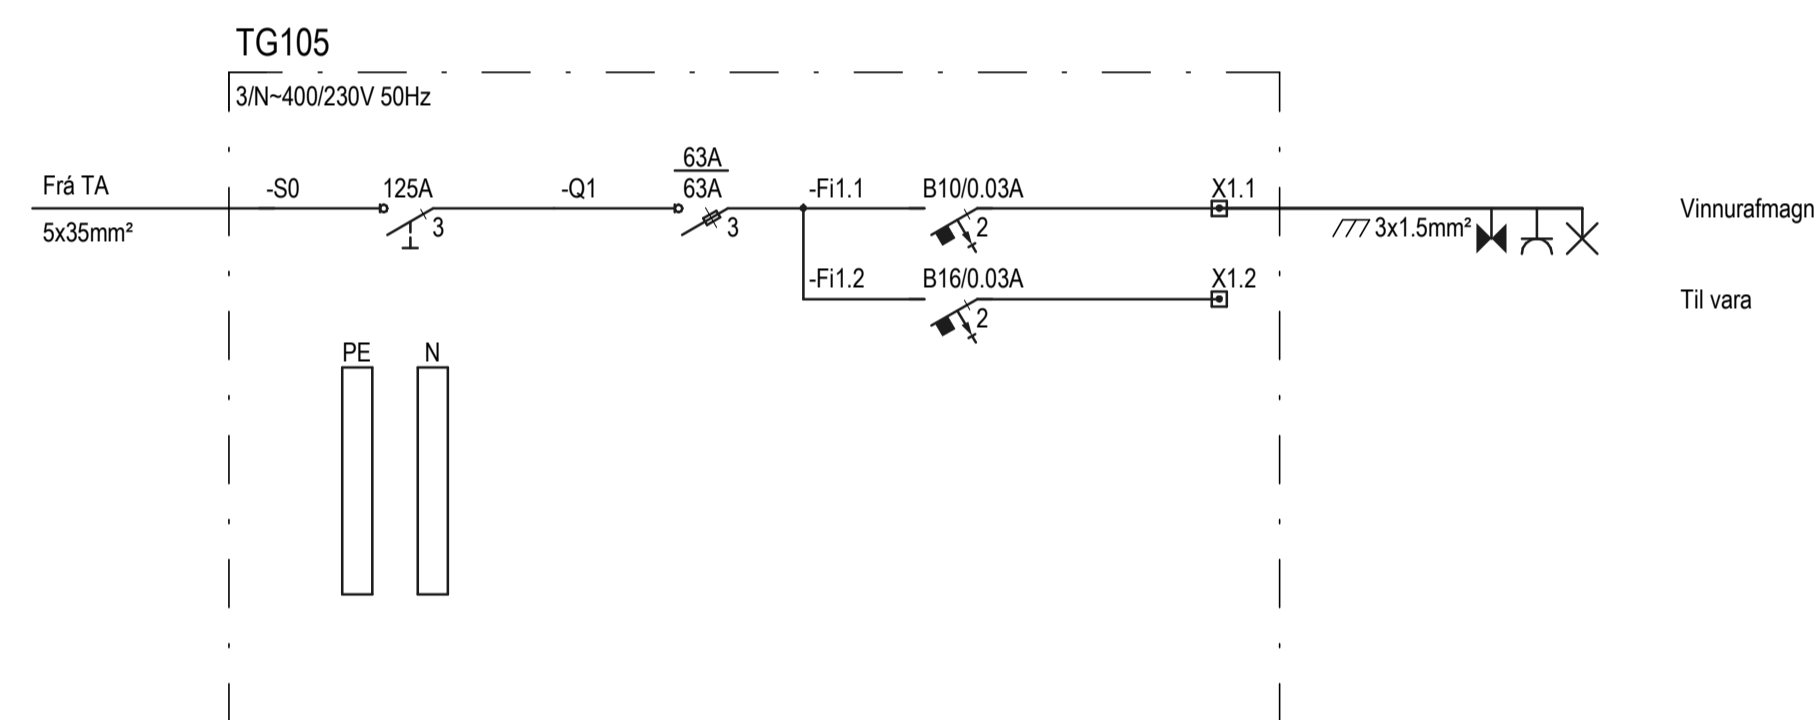 TG105
3/N~400/230V 50Hz
Frá TA
5x35mm²
-S0
125A
3
-Q1
63A
63A
3
-Fi1.1
B10/0.03A
2
X1.1
3x1.5mm²
Vinnurafmagn
-Fi1.2
B16/0.03A
2
X1.2
Til vara
PE
N